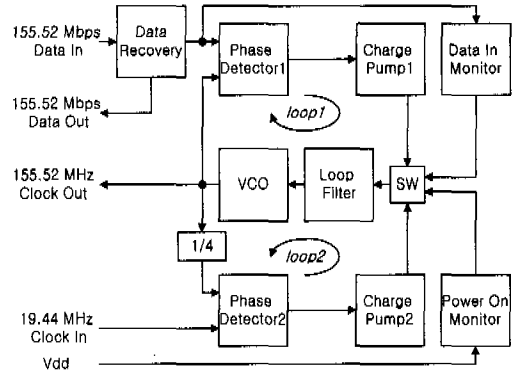 155.52 Mbps
Data In
Data
Recovery
Phase
Detector1
Charge
Pump1
Data In
Monitor
155.52 Mbps
Data Out
loop1
155.52 MHz
Clock Out
VCO
Loop
Filter
SW
1/4
loop2
Phase
Detector2
Charge
Pump2
Power On
Monitor
19.44 MHz
Clock In
Vdd